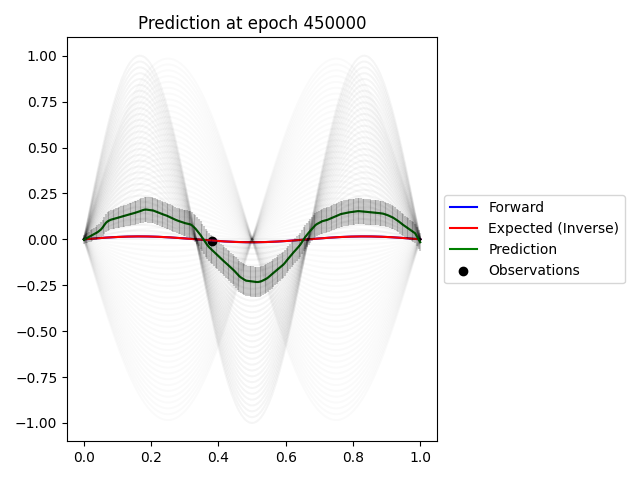 Prediction at epoch 450000
1.00
0.75
0.50
0.25
0.00
-0.25
-0.50
-0.75
-1.00
0.0 0.2 0.4 0.6 0.8 1.0
Forward
Expected (Inverse)
Prediction
Observations